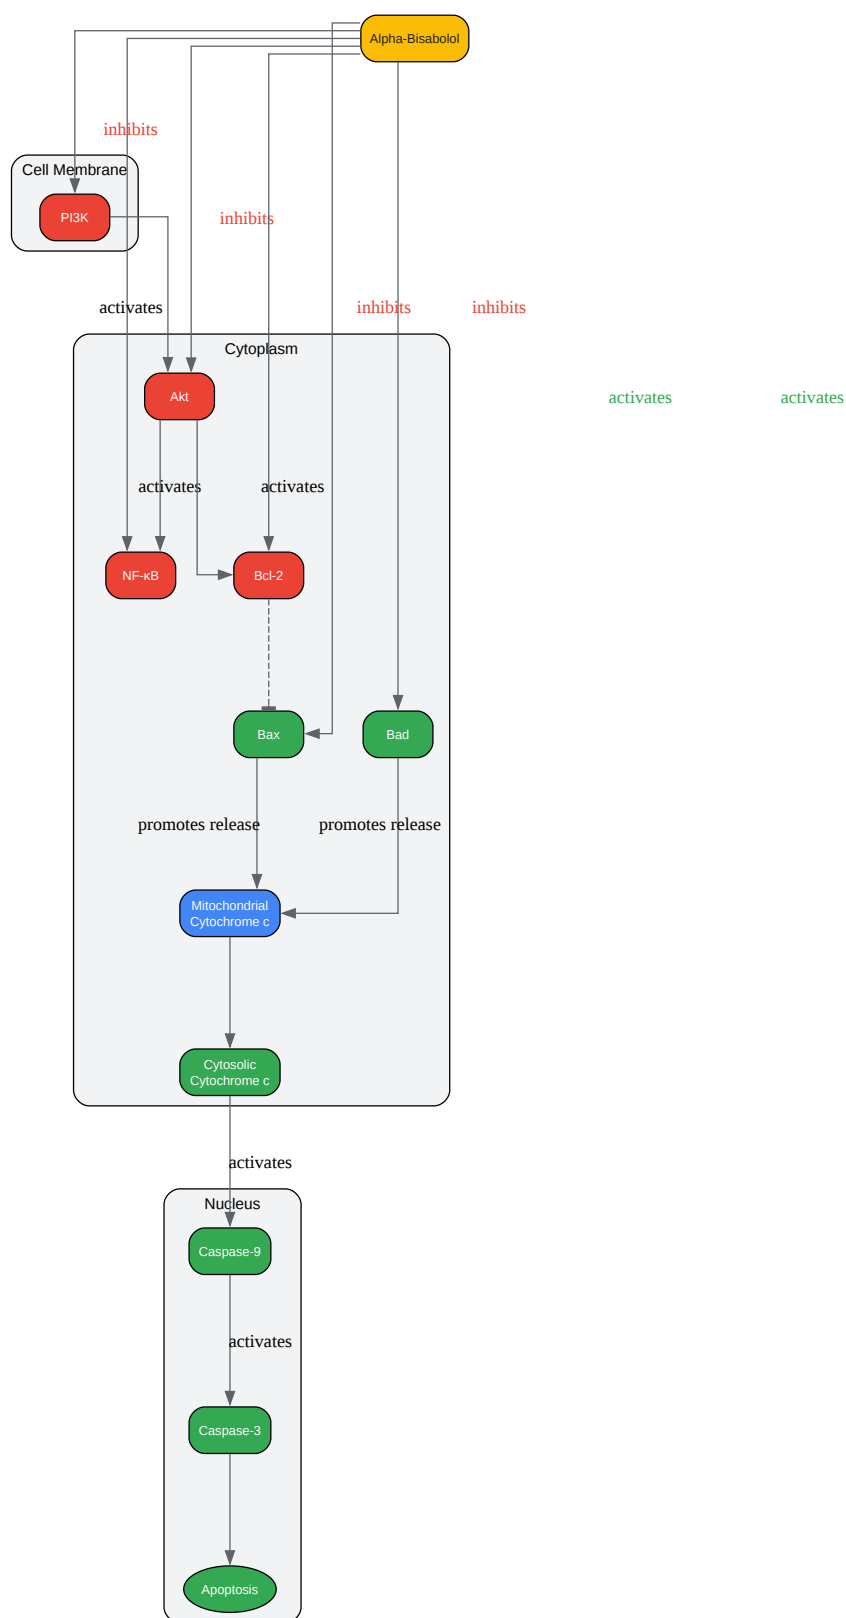 Alpha-Bisabolol
inhibits
Cell Membrane
PI3K
inhibits
activates
inhibits
inhibits
Cytoplasm
Akt
activates
activates
activates
activates
NF-κB
Bcl-2
Bax
Bad
promotes release
promotes release
Mitochondrial
Cytochrome c
Cytosolic
Cytochrome c
activates
Nucleus
Caspase-9
activates
Caspase-3
Apoptosis